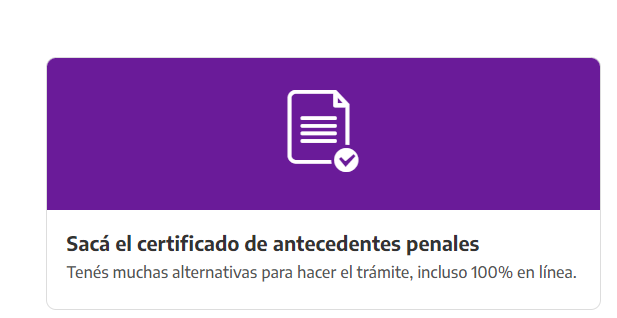 Sacá el certificado de antecedentes penales
Tenés muchas alternativas para hacer el trámite, incluso 100% en línea.